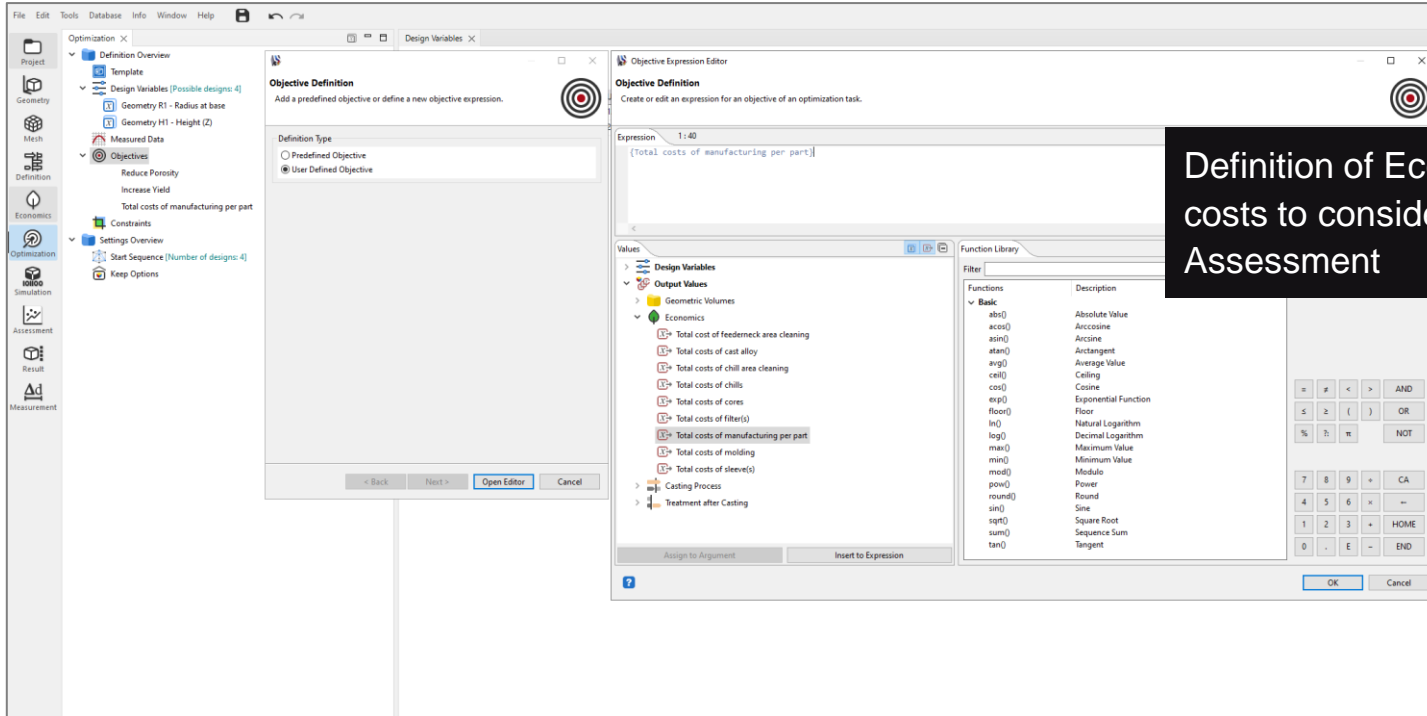 File Edit Tools Database Info Window Help
Project
Geometry
Mesh
Definition
Economics
Optimization
Simulation
Assessment
Result
Measurement
Optimization
Definition Overview
Template
Design Variables [Possible designs: 4]
Geometry R1 - Radius at base
Geometry H1 - Height (Z)
Measured Data
Objectives
Reduce Porosity
Increase Yield
Total costs of manufacturing per part
Constraints
Settings Overview
Start Sequence [Number of designs: 4]
Keep Options
Design Variables
Objective Definition
Add a predefined objective or define a new objective expression.
Definition Type
Predefined Objective
User Defined Objective
< Back Next > Open Editor Cancel
Objective Expression Editor
Objective Definition
Create or edit an expression for an objective of an optimization task.
Expression 1 : 40
{Total costs of manufacturing per part}
Definition of Ec
costs to conside
Assessment
Values
Design Variables
Output Values
Geometric Volumes
Economics
Total cost of feederneck area cleaning
Total costs of cast alloy
Total costs of chill area cleaning
Total costs of chills
Total costs of cores
Total costs of filter(s)
Total costs of manufacturing per part
Total costs of molding
Total costs of sleeve(s)
Casting Process
Treatment after Casting
Assign to Argument Insert to Expression
Function Library
Filter
Functions Description
Basic
abs() Absolute Value
acos() Arccosine
asin() Arcsine
atan() Arctangent
avg() Average Value
ceil() Ceiling
cos() Cosine
exp() Exponential Function
floor() Floor
ln() Natural Logarithm
log() Decimal Logarithm
max() Maximum Value
min() Minimum Value
mod() Modulo
pow() Power
round() Round
sin() Sine
sqrt() Square Root
sum() Sequence Sum
tan() Tangent
= ≠ < > AND
≤ ≥ ( ) OR
% ?: π NOT
7 8 9 ÷ CA
4 5 6 × ←
1 2 3 + HOME
0 . E − END
OK Cancel